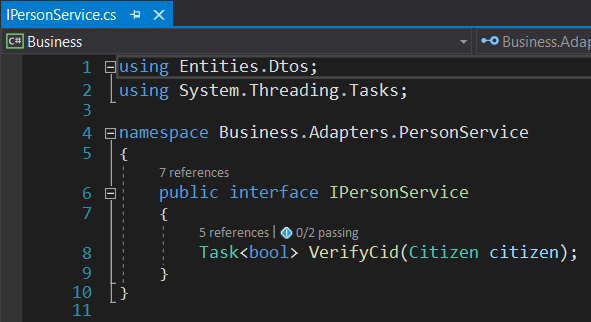 IPersonService.cs
C# Business Business.Ada
1 using Entities.Dtos;
2 using System.Threading.Tasks;
3
4 namespace Business.Adapters.PersonService
5 {
7 references
6 public interface IPersonService
7 {
5 references | 0/2 passing
8 Task<bool> VerifyCid(Citizen citizen);
9 }
10 }
11